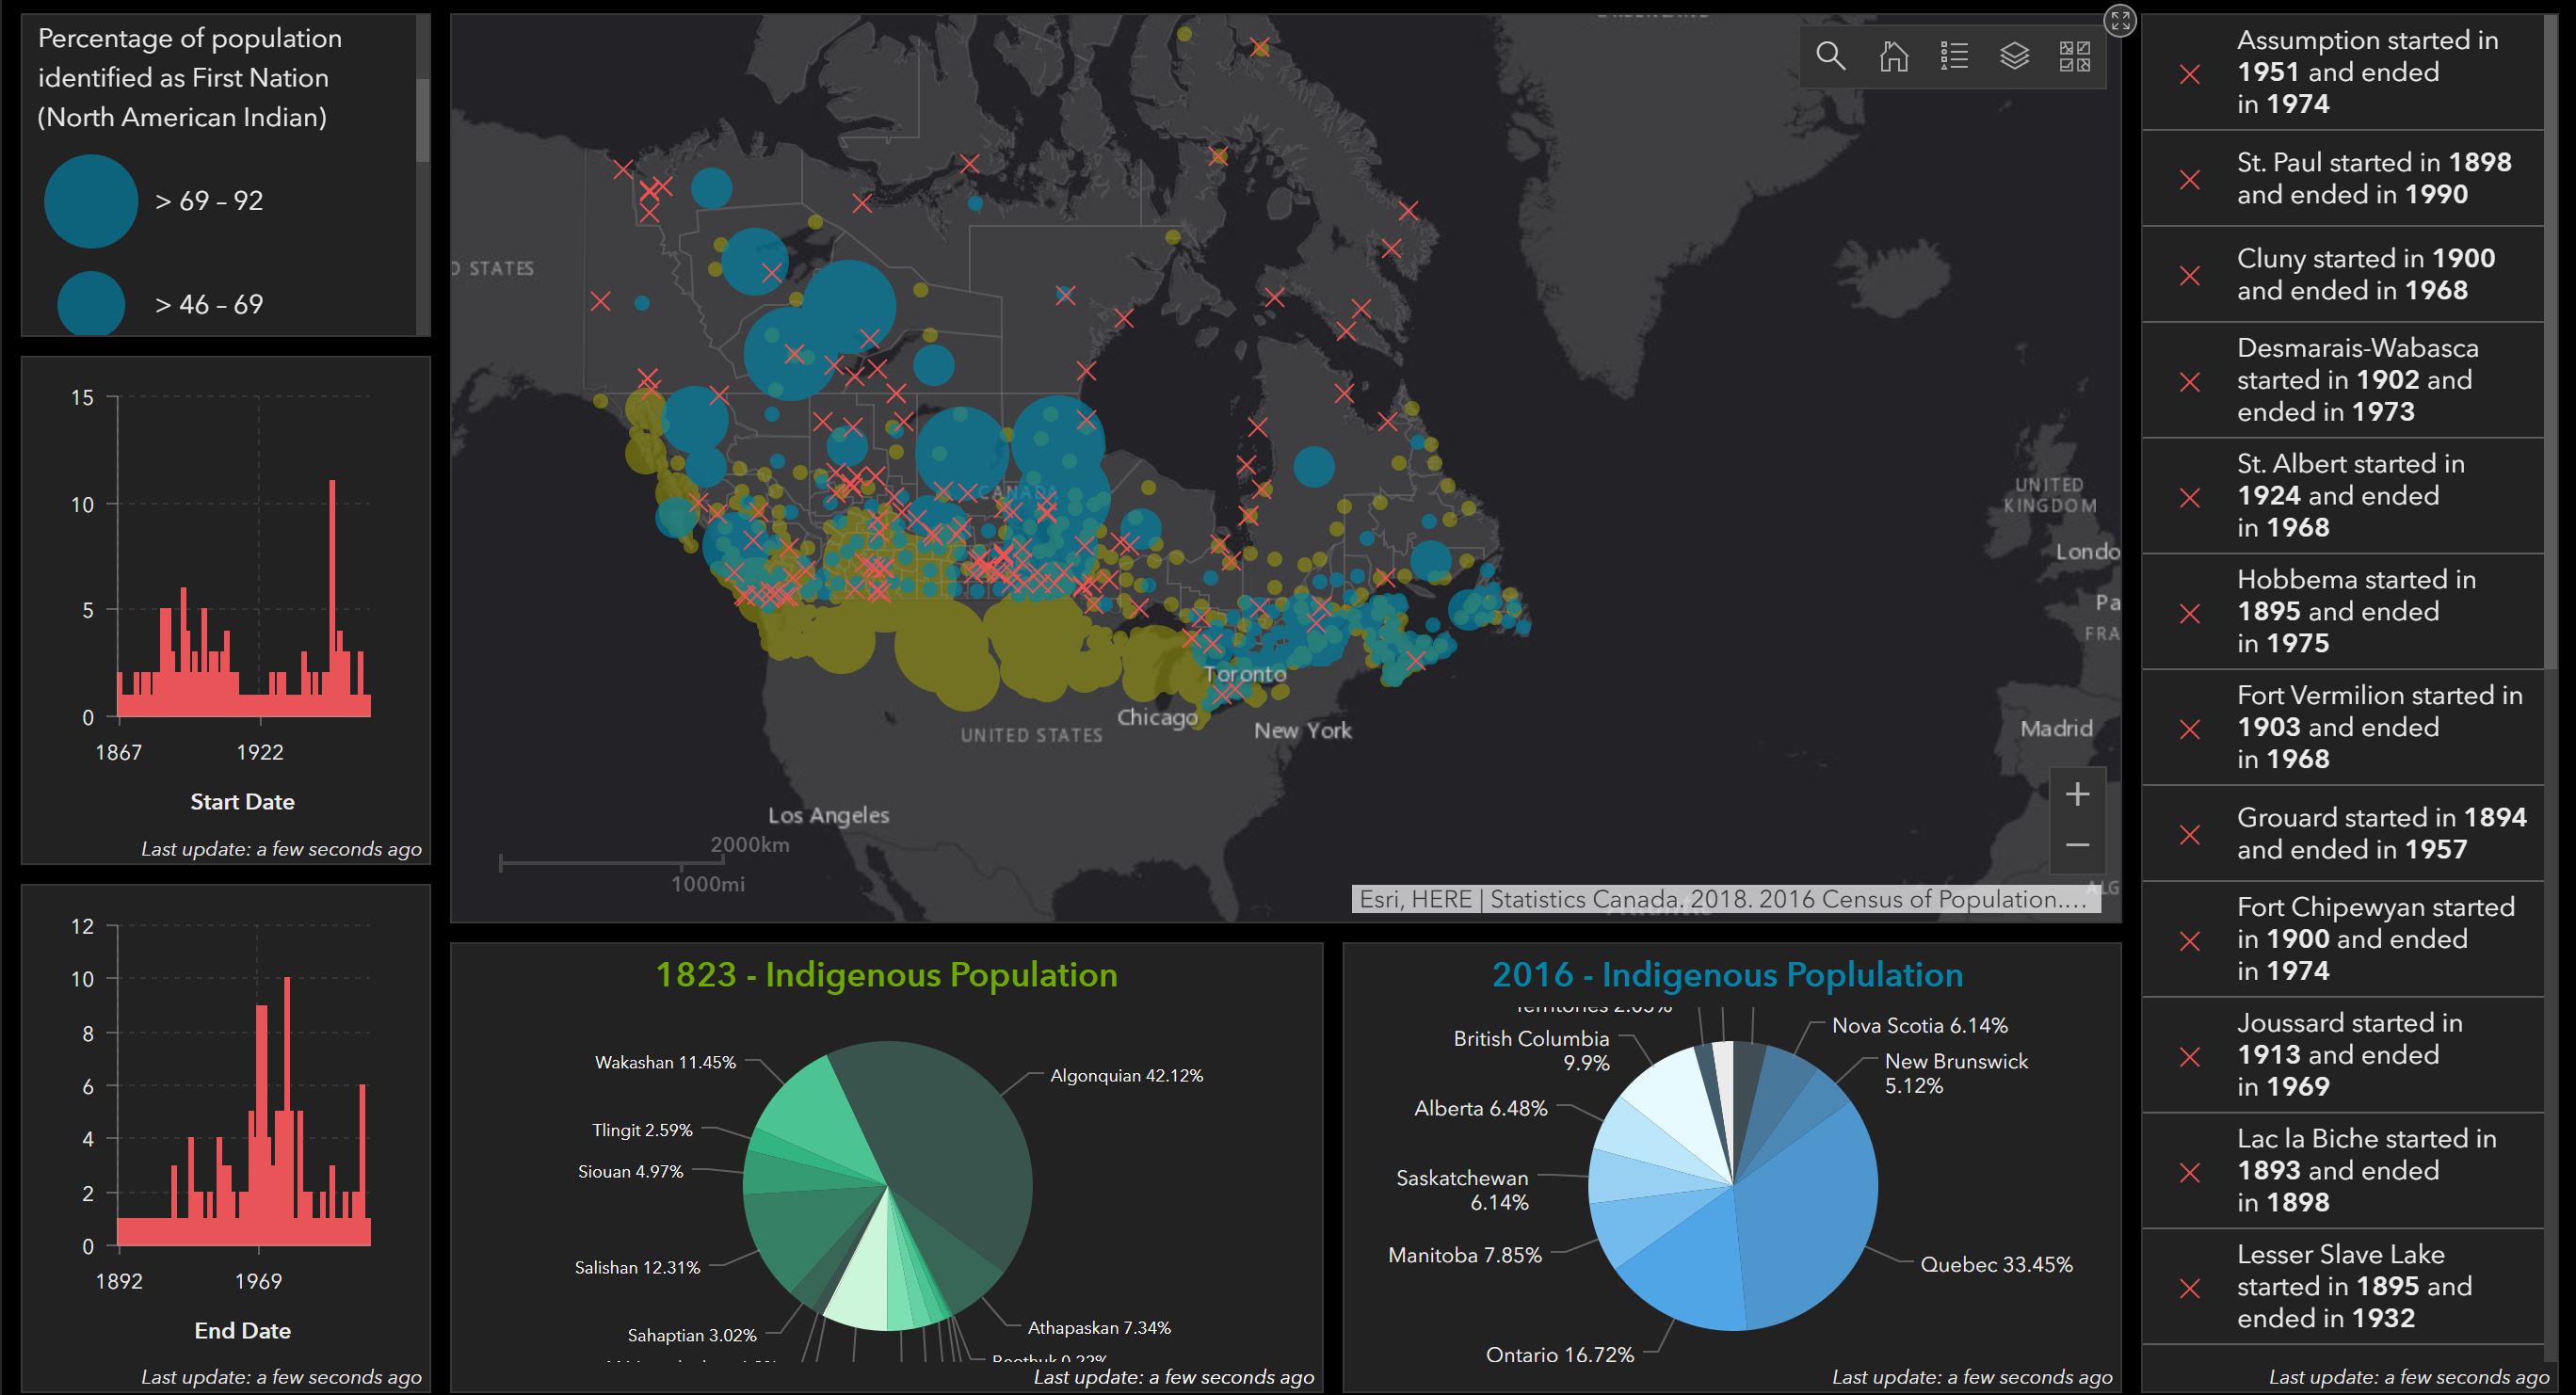 Percentage of population
identified as First Nation
(North American Indian)
> 69 – 92
> 46 – 69
15
10
5
0
1867
1922
Start Date
Last update: a few seconds ago
12
10
8
6
4
2
0
1892
1969
End Date
Last update: a few seconds ago
D STATES
CANADA
UNITED
KINGDOM
Londo
Pa
FRA
Toronto
Chicago
New York
UNITED STATES
Madrid
Los Angeles
ALG
2000km
1000mi
+
−
Esri, HERE | Statistics Canada. 2018. 2016 Census of Population....
1823 - Indigenous Population
Wakashan 11.45%
Algonquian 42.12%
Tlingit 2.59%
Siouan 4.97%
Salishan 12.31%
Sahaptian 3.02%
Athapaskan 7.34%
Beothuk 0.22%
Last update: a few seconds ago
2016 - Indigenous Poplulation
Territories 2.05%
British Columbia
9.9%
Nova Scotia 6.14%
New Brunswick
5.12%
Alberta 6.48%
Saskatchewan
6.14%
Manitoba 7.85%
Quebec 33.45%
Ontario 16.72%
Last update: a few seconds ago
Assumption started in
1951 and ended
in 1974
St. Paul started in 1898
and ended in 1990
Cluny started in 1900
and ended in 1968
Desmarais-Wabasca
started in 1902 and
ended in 1973
St. Albert started in
1924 and ended
in 1968
Hobbema started in
1895 and ended
in 1975
Fort Vermilion started in
1903 and ended
in 1968
Grouard started in 1894
and ended in 1957
Fort Chipewyan started
in 1900 and ended
in 1974
Joussard started in
1913 and ended
in 1969
Lac la Biche started in
1893 and ended
in 1898
Lesser Slave Lake
started in 1895 and
ended in 1932
Last update: a few seconds ago